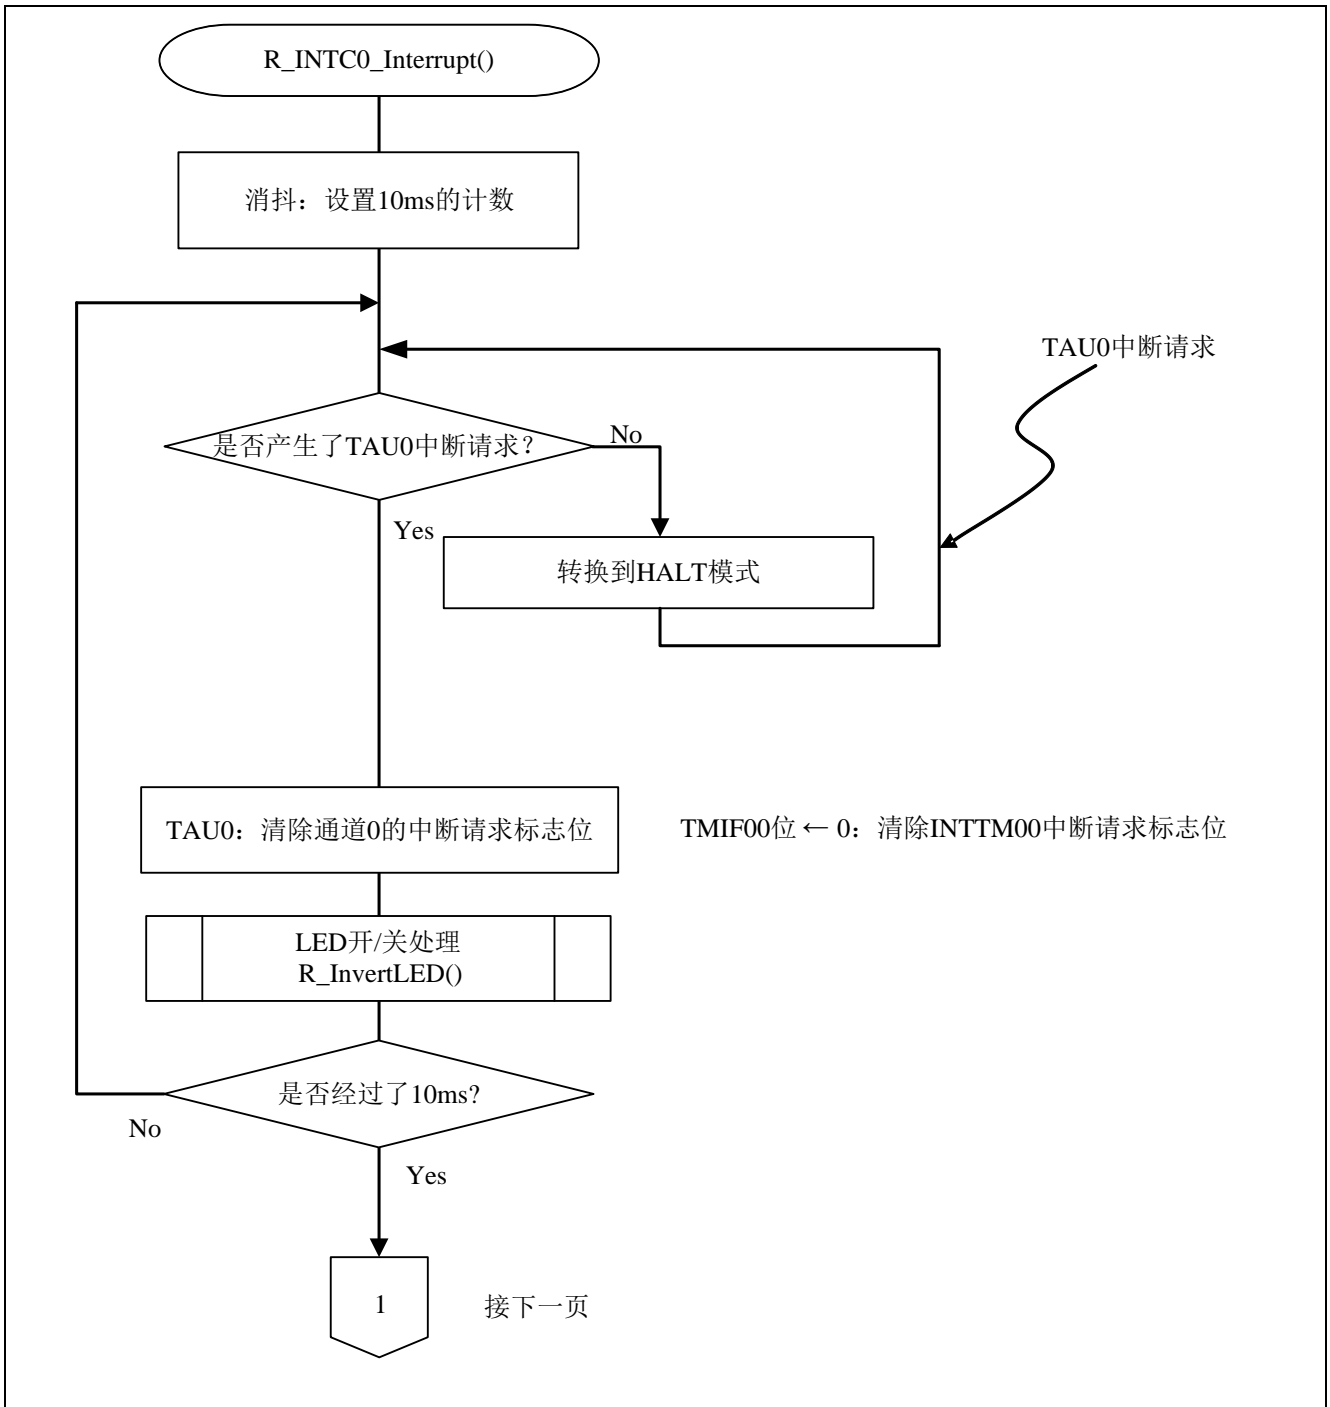 R_INTC0_Interrupt()
消抖：设置10ms的计数
TAU0中断请求
是否产生了TAU0中断请求？
No
Yes
转换到HALT模式
TAU0：清除通道0的中断请求标志位
TMIF00位 ← 0：清除INTTM00中断请求标志位
LED开/关处理
R_InvertLED()
是否经过了10ms?
No
Yes
1
接下一页